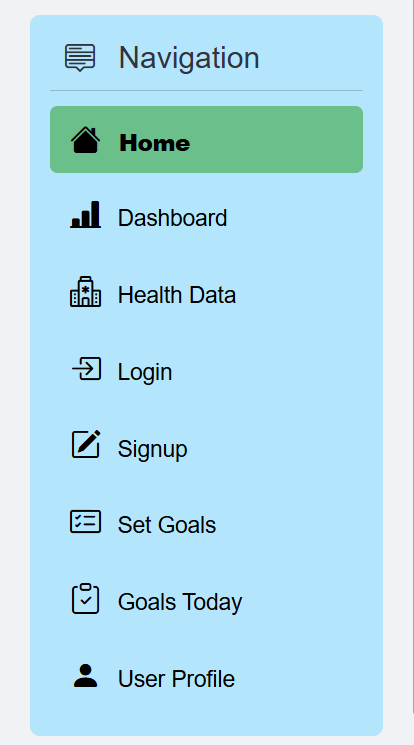 Navigation
Home
Dashboard
Health Data
Login
Signup
Set Goals
Goals Today
User Profile